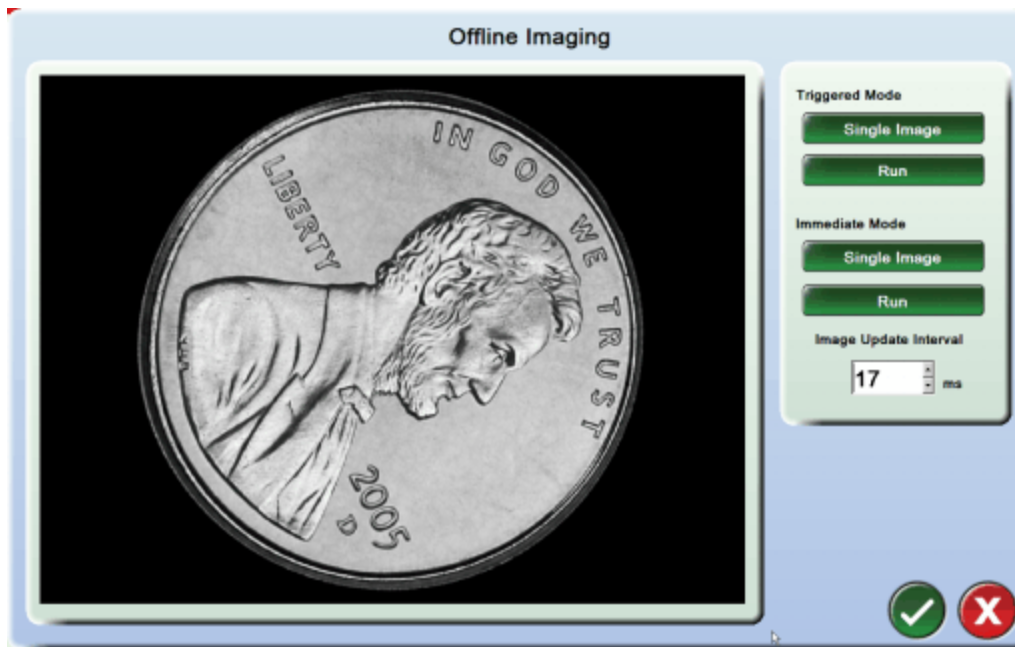 Offline Imaging
LIBERTY
IN GOD WE TRUST
2005
D
Triggered Mode
Single Image
Run
Immediate Mode
Single Image
Run
Image Update Interval
17 ms